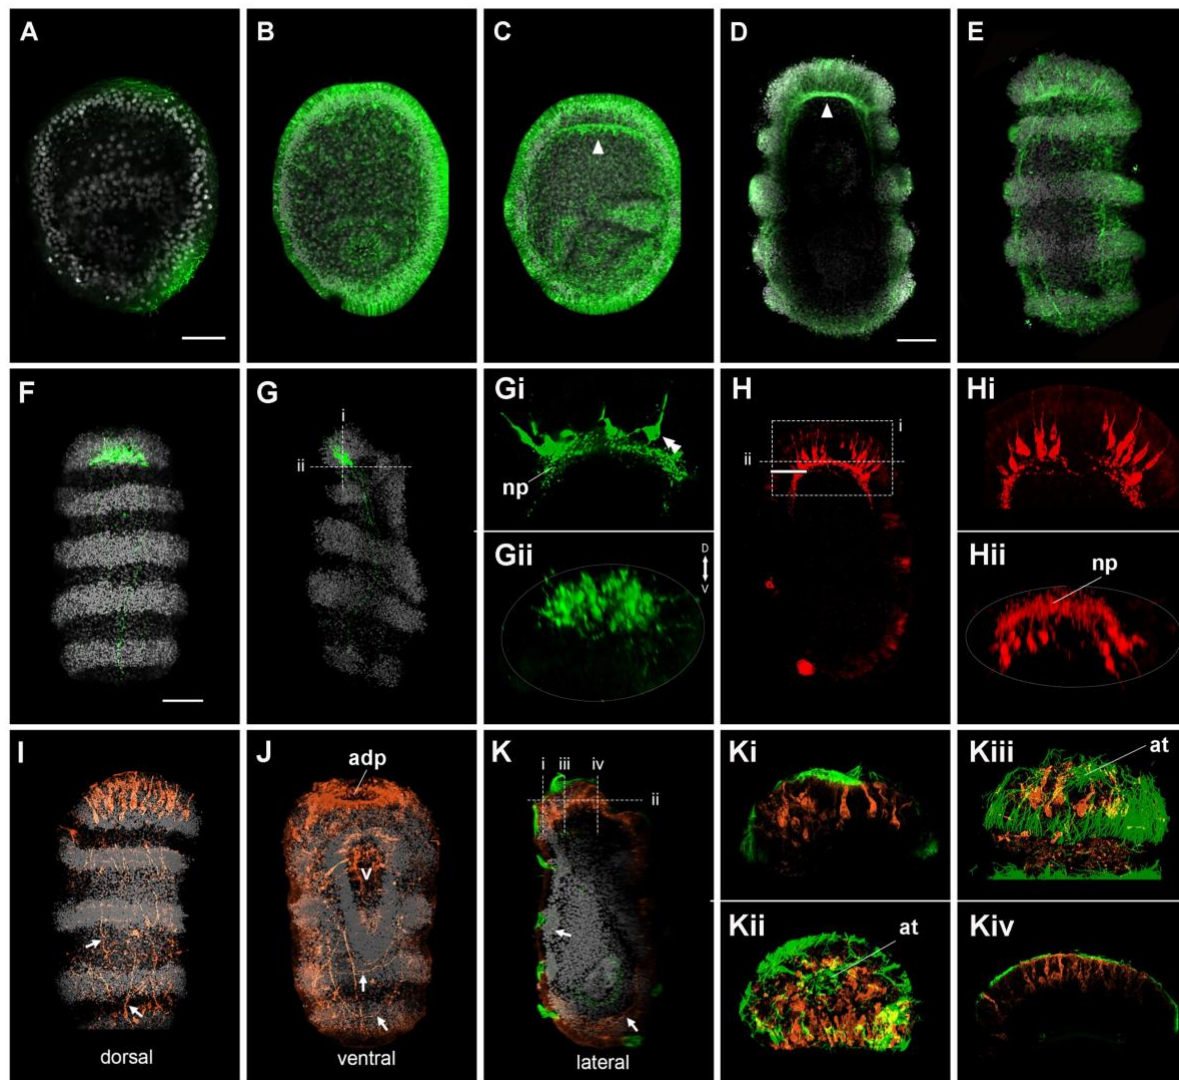 A
B
C
D
E
F
G
i
ii
Gi
np
Gii
D
V
H
i
ii
Hi
Hii
np
I
dorsal
J
adp
v
ventral
K
i
iii
iv
ii
lateral
Ki
Kii
at
Kiii
at
Kiv